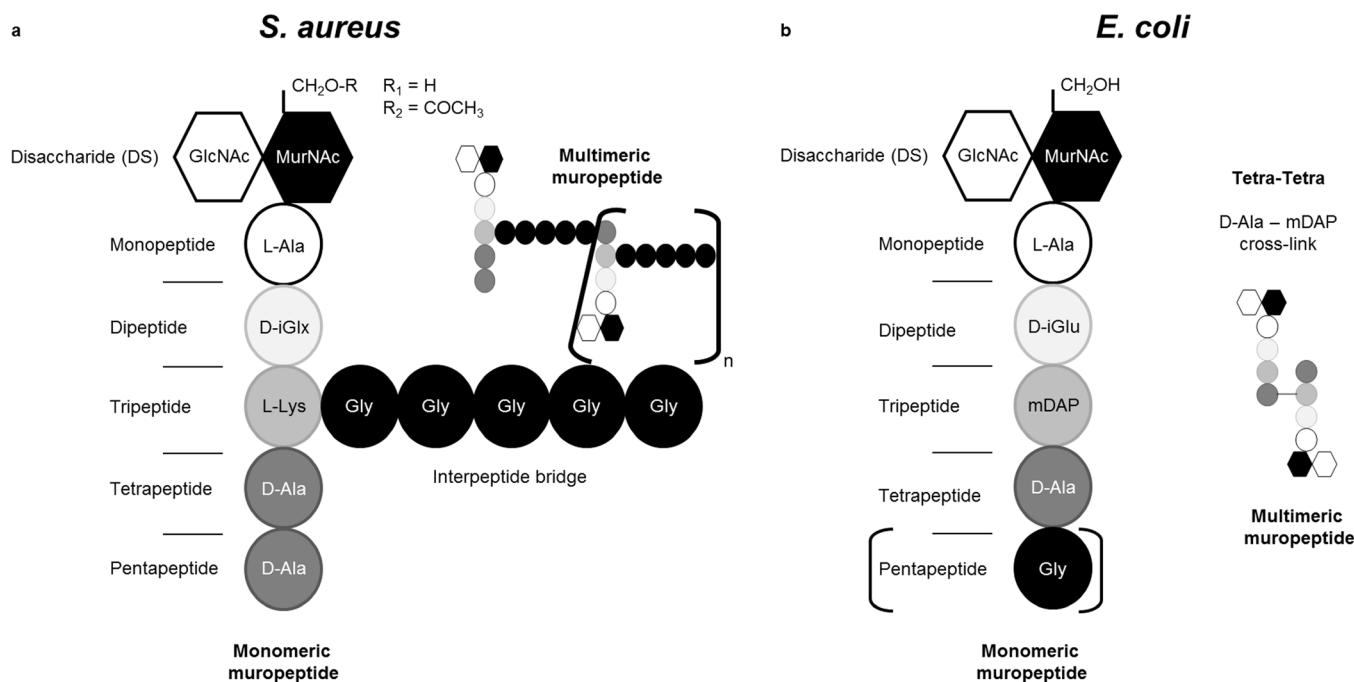 a
S. aureus
CH₂O-R
R₁ = H
R₂ = COCH₃
Disaccharide (DS)
GlcNAc
MurNAc
Multimeric
muropeptide
Monopeptide
L-Ala
Dipeptide
D-iGlx
n
Tripeptide
L-Lys
Gly
Gly
Gly
Gly
Gly
Interpeptide bridge
Tetrapeptide
D-Ala
Pentapeptide
D-Ala
Monomeric
muropeptide
b
E. coli
CH₂OH
Disaccharide (DS)
GlcNAc
MurNAc
Tetra-Tetra
D-Ala – mDAP
cross-link
Monopeptide
L-Ala
Dipeptide
D-iGlu
Tripeptide
mDAP
Tetrapeptide
D-Ala
Pentapeptide
Gly
Multimeric
muropeptide
Monomeric
muropeptide